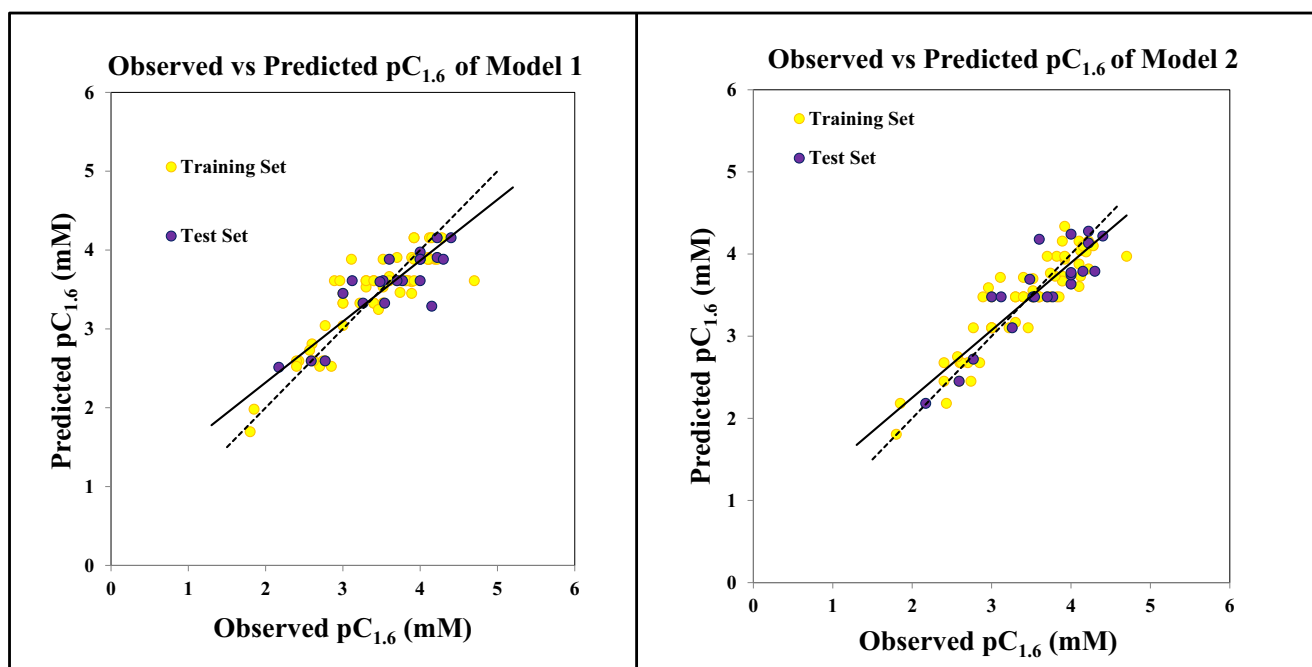 Observed vs Predicted pC1.6 of Model 1
6
5
4
3
2
1
0
0
1
2
3
4
5
6
Predicted pC1.6 (mM)
Observed pC1.6 (mM)
Training Set
Test Set
Observed vs Predicted pC1.6 of Model 2
6
5
4
3
2
1
0
0
1
2
3
4
5
6
Predicted pC1.6 (mM)
Observed pC1.6 (mM)
Training Set
Test Set